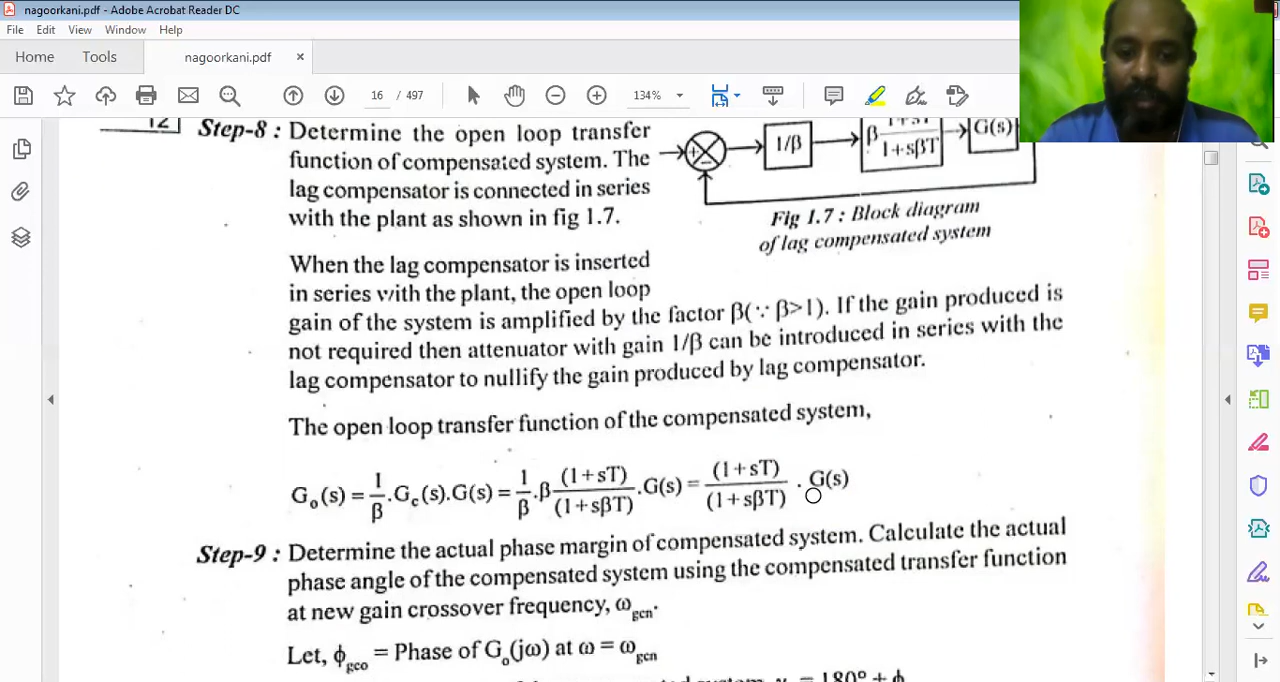 nagoorkani.pdf - Adobe Acrobat Reader DC
File Edit View Window Help
Home Tools nagoorkani.pdf ×
16 / 497 134%
12 Step-8 : Determine the open loop transfer
function of compensated system. The
lag compensator is connected in series
with the plant as shown in fig 1.7.
+ − 1/β β 1+sT / 1+sβT G(s)
Fig 1.7 : Block diagram
of lag compensated system
When the lag compensator is inserted
in series with the plant, the open loop
gain of the system is amplified by the factor β(∵ β>1). If the gain produced is
not required then attenuator with gain 1/β can be introduced in series with the
lag compensator to nullify the gain produced by lag compensator.
The open loop transfer function of the compensated system,
Gₒ(s) = 1/β .G꜀(s).G(s) = 1/β .β (1+sT)/(1+sβT) .G(s) = (1+sT)/(1+sβT) . G(s)
Step-9 : Determine the actual phase margin of compensated system. Calculate the actual
phase angle of the compensated system using the compensated transfer function
at new gain crossover frequency, ω_gcn.
Let, ϕ_gco = Phase of Gₒ(jω) at ω = ω_gcn